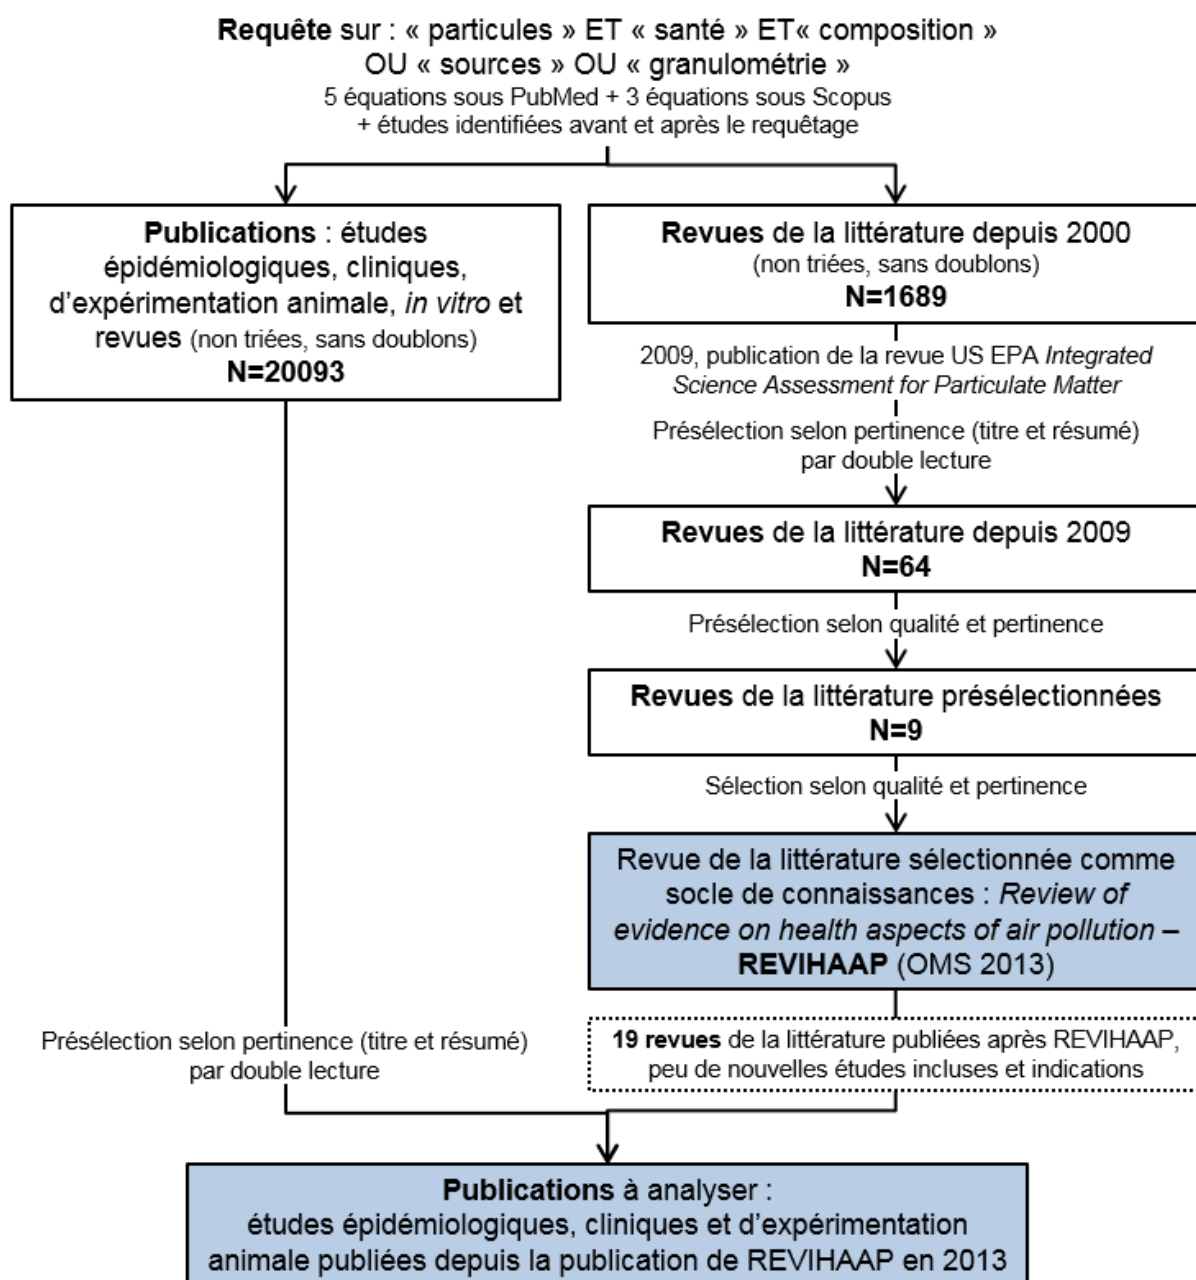 Requête sur : « particules » ET « santé » ET« composition »
OU « sources » OU « granulométrie »
5 équations sous PubMed + 3 équations sous Scopus
+ études identifiées avant et après le requêtage
Publications : études
épidémiologiques, cliniques,
d'expérimentation animale, in vitro et
revues (non triées, sans doublons)
N=20093
Revues de la littérature depuis 2000
(non triées, sans doublons)
N=1689
2009, publication de la revue US EPA Integrated
Science Assessment for Particulate Matter
Présélection selon pertinence (titre et résumé)
par double lecture
Revues de la littérature depuis 2009
N=64
Présélection selon qualité et pertinence
Revues de la littérature présélectionnées
N=9
Sélection selon qualité et pertinence
Revue de la littérature sélectionnée comme
socle de connaissances : Review of
evidence on health aspects of air pollution –
REVIHAAP (OMS 2013)
Présélection selon pertinence (titre et résumé)
par double lecture
19 revues de la littérature publiées après REVIHAAP,
peu de nouvelles études incluses et indications
Publications à analyser :
études épidémiologiques, cliniques et d'expérimentation
animale publiées depuis la publication de REVIHAAP en 2013